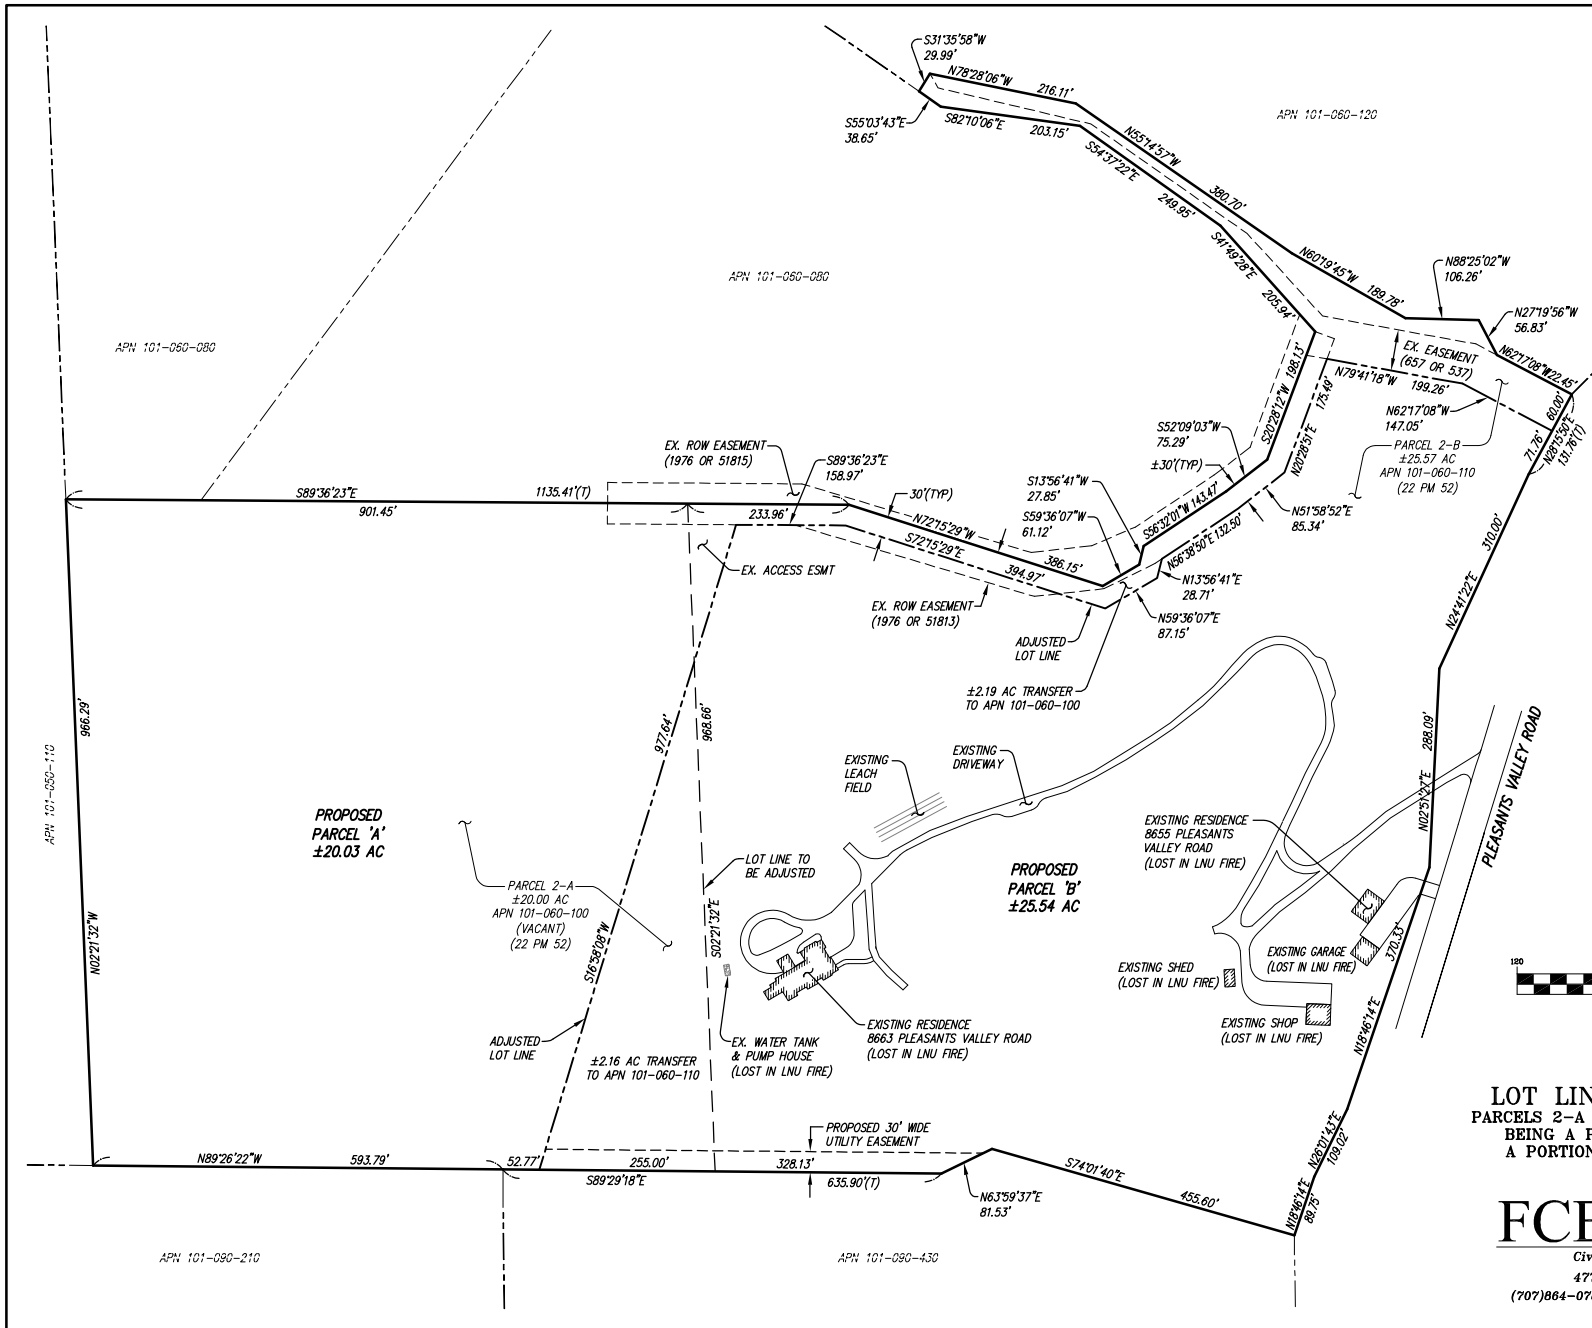 S31°35'58"W
29.99'
N78°28'06"W
216.11'
S55°03'43"E
38.65'
S82°10'06"E
203.15'
APN 101-060-120
N55°14'57"W
380.70'
S54°37'22"E
249.95'
S41°49'28"E
205.94'
N60°19'45"W
189.78'
N88°25'02"W
106.26'
N27°19'56"W
56.83'
N62°17'08"W
22.45'
APN 101-060-080
APN 101-060-080
EX. EASEMENT
(657 OR 537)
N79°41'18"W
199.26'
N62°17'08"W
147.05'
60.00'
71.76'
N28°15'50"E
131.76'(T)
198.13'
S20°28'12"W
175.49'
N20°28'51"E
S52°09'03"W
75.29'
±30'(TYP)
PARCEL 2-B
±25.57 AC
APN 101-060-110
(22 PM 52)
EX. ROW EASEMENT
(1976 OR 51815)
S89°36'23"E
158.97'
S13°56'41"W
27.85'
S59°36'07"W
61.12'
S56°32'01"W 143.47'
N51°58'52"E
85.34'
N56°38'50"E 132.50'
S89°36'23"E
1135.41'(T)
901.45'
233.96'
30'(TYP)
N72°15'29"W
386.15'
S72°15'29"E
394.97'
EX. ACCESS ESMT
N13°56'41"E
28.71'
EX. ROW EASEMENT
(1976 OR 51813)
N59°36'07"E
87.15'
ADJUSTED
LOT LINE
±2.19 AC TRANSFER
TO APN 101-060-100
310.00'
N24°41'22"E
288.09'
N02°51'27"E
PLEASANTS VALLEY ROAD
966.29'
APN 101-050-110
N02°21'32"W
977.64'
S16°58'08"W
968.66'
S02°21'32"E
EXISTING
LEACH
FIELD
EXISTING
DRIVEWAY
PROPOSED
PARCEL 'A'
±20.03 AC
EXISTING RESIDENCE
8655 PLEASANTS
VALLEY ROAD
(LOST IN LNU FIRE)
LOT LINE TO
BE ADJUSTED
PROPOSED
PARCEL 'B'
±25.54 AC
PARCEL 2-A
±20.00 AC
APN 101-060-100
(VACANT)
(22 PM 52)
EXISTING GARAGE
(LOST IN LNU FIRE)
370.33'
N18°46'14"E
EXISTING SHED
(LOST IN LNU FIRE)
120
EXISTING SHOP
(LOST IN LNU FIRE)
EXISTING RESIDENCE
8663 PLEASANTS VALLEY ROAD
(LOST IN LNU FIRE)
EX. WATER TANK
& PUMP HOUSE
(LOST IN LNU FIRE)
ADJUSTED
LOT LINE
±2.16 AC TRANSFER
TO APN 101-060-110
LOT LIN
PARCELS 2-A
BEING A
A PORTION
PROPOSED 30' WIDE
UTILITY EASEMENT
N26°01'43"E
109.02'
N89°26'22"W
593.79'
52.77'
255.00'
328.13'
S89°29'18"E
635.90'(T)
N63°59'37"E
81.53'
S74°01'40"E
455.60'
N18°46'14"E
89.75'
APN 101-090-210
APN 101-090-430
FCE
Civ
477
(707)864-07